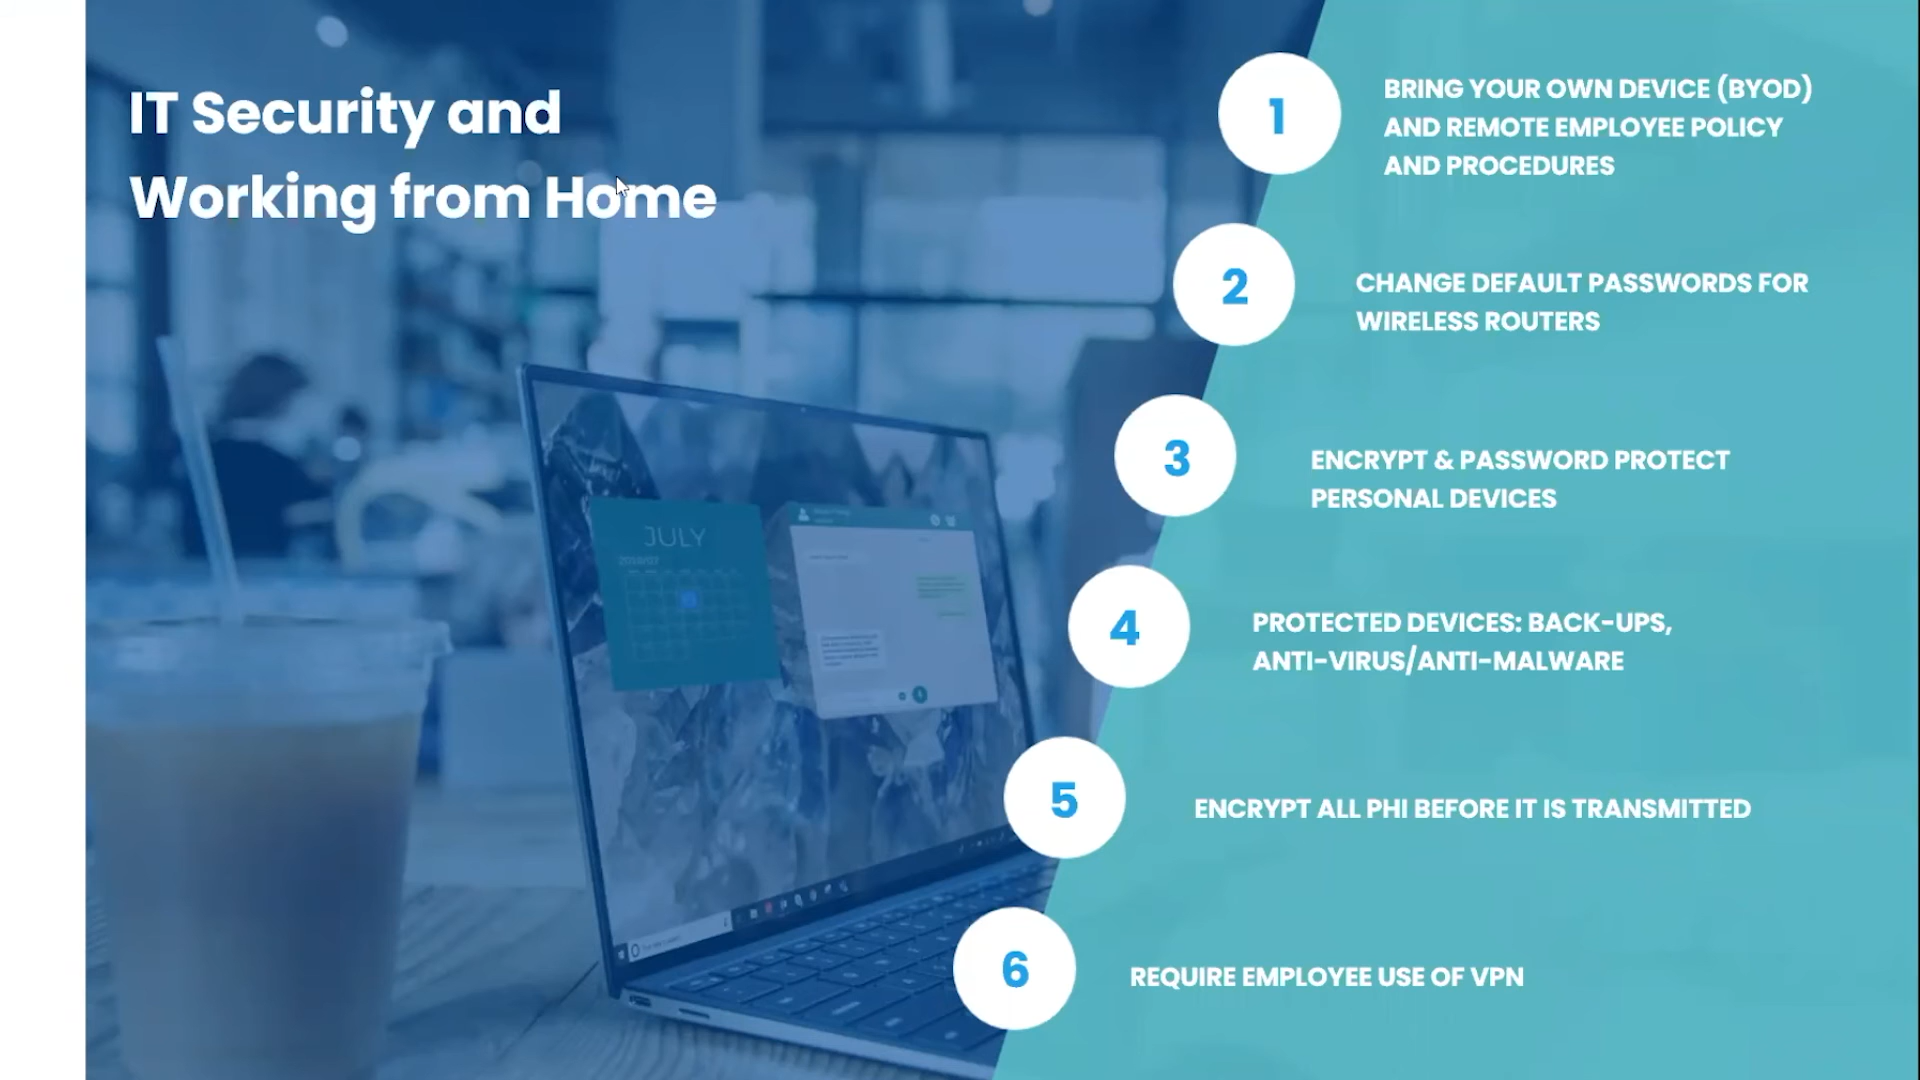 IT Security and
Working from Home
1
BRING YOUR OWN DEVICE (BYOD)
AND REMOTE EMPLOYEE POLICY
AND PROCEDURES
2
CHANGE DEFAULT PASSWORDS FOR
WIRELESS ROUTERS
3
ENCRYPT & PASSWORD PROTECT
PERSONAL DEVICES
4
PROTECTED DEVICES: BACK-UPS,
ANTI-VIRUS/ANTI-MALWARE
5
ENCRYPT ALL PHI BEFORE IT IS TRANSMITTED
6
REQUIRE EMPLOYEE USE OF VPN
JULY